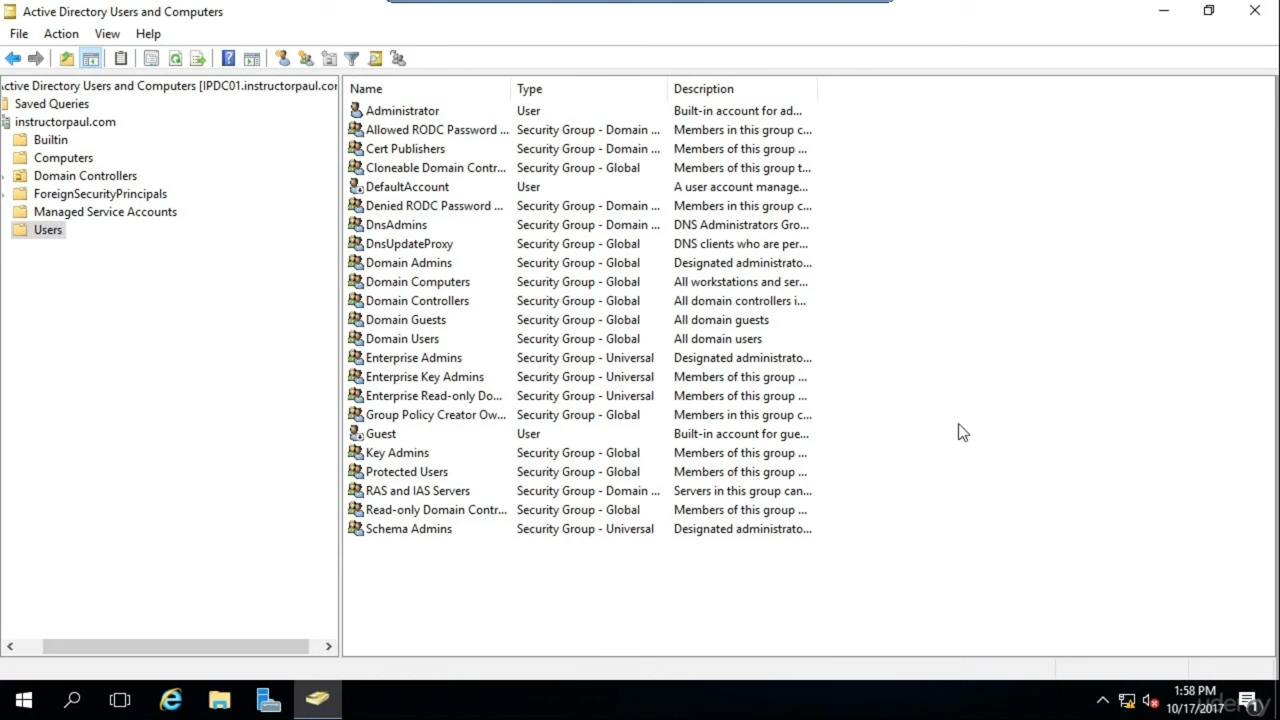 Active Directory Users and Computers
File Action View Help
ctive Directory Users and Computers [IPDC01.instructorpaul.cor
Saved Queries
instructorpaul.com
Builtin
Computers
Domain Controllers
ForeignSecurityPrincipals
Managed Service Accounts
Users
Name Type Description
Administrator User Built-in account for ad...
Allowed RODC Password ... Security Group - Domain ... Members in this group c...
Cert Publishers Security Group - Domain ... Members of this group ...
Cloneable Domain Contr... Security Group - Global Members of this group t...
DefaultAccount User A user account manage...
Denied RODC Password ... Security Group - Domain ... Members in this group c...
DnsAdmins Security Group - Domain ... DNS Administrators Gro...
DnsUpdateProxy Security Group - Global DNS clients who are per...
Domain Admins Security Group - Global Designated administrato...
Domain Computers Security Group - Global All workstations and ser...
Domain Controllers Security Group - Global All domain controllers i...
Domain Guests Security Group - Global All domain guests
Domain Users Security Group - Global All domain users
Enterprise Admins Security Group - Universal Designated administrato...
Enterprise Key Admins Security Group - Universal Members of this group ...
Enterprise Read-only Do... Security Group - Universal Members of this group ...
Group Policy Creator Ow... Security Group - Global Members in this group c...
Guest User Built-in account for gue...
Key Admins Security Group - Global Members of this group ...
Protected Users Security Group - Global Members of this group ...
RAS and IAS Servers Security Group - Domain ... Servers in this group can...
Read-only Domain Contr... Security Group - Global Members of this group ...
Schema Admins Security Group - Universal Designated administrato...
1:58 PM
10/17/2017
1
udemy